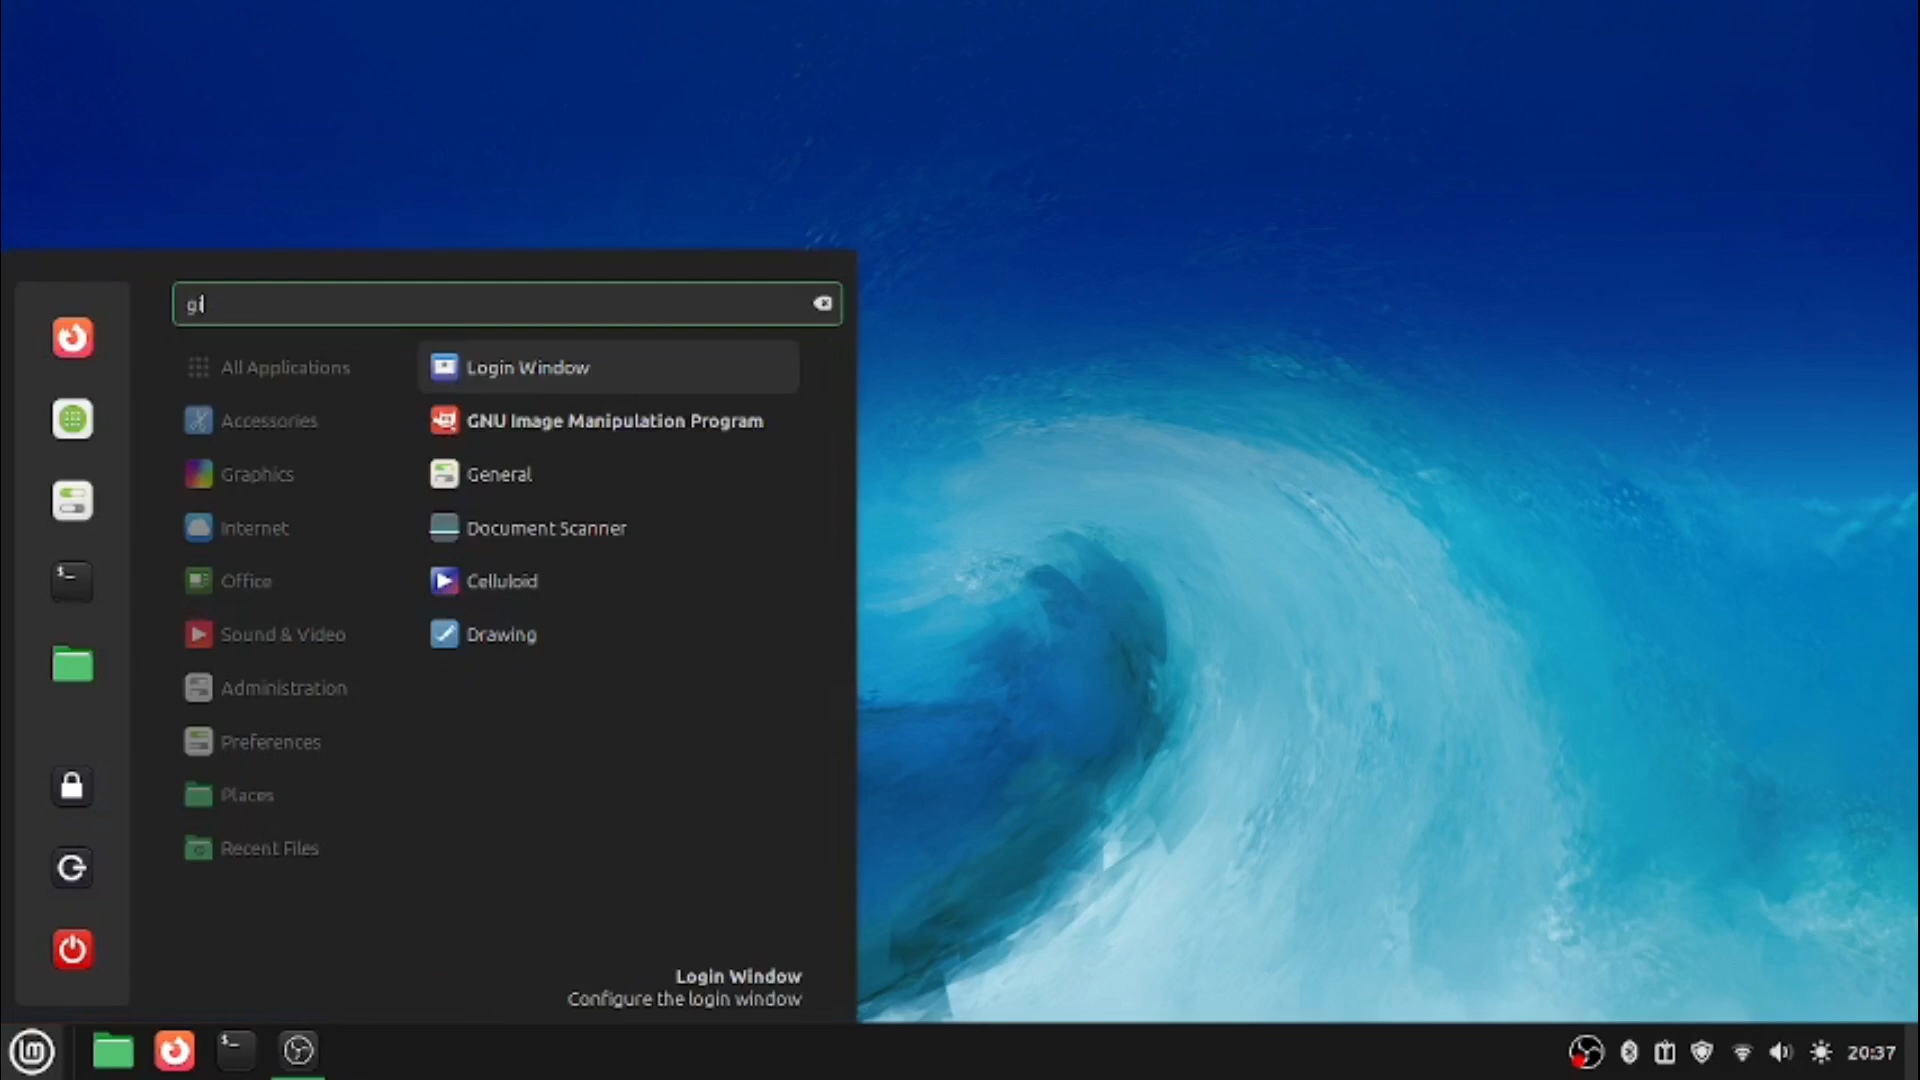 gi
All Applications
Accessories
Graphics
Internet
Office
Sound & Video
Administration
Preferences
Places
Recent Files
Login Window
GNU Image Manipulation Program
General
Document Scanner
Celluloid
Drawing
Login Window
Configure the login window
20:37